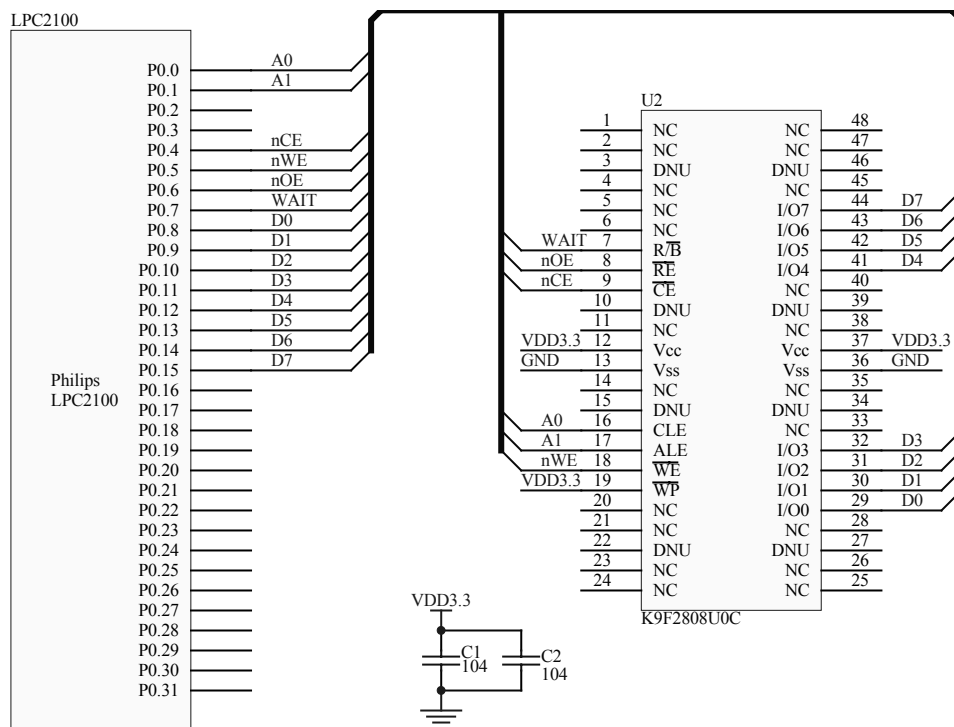 LPC2100
P0.0 A0
P0.1 A1
P0.2
P0.3
P0.4 nCE
P0.5 nWE
P0.6 nOE
P0.7 WAIT
P0.8 D0
P0.9 D1
P0.10 D2
P0.11 D3
P0.12 D4
P0.13 D5
P0.14 D6
P0.15 D7
P0.16
P0.17
P0.18
P0.19
P0.20
P0.21
P0.22
P0.23
P0.24
P0.25
P0.26
P0.27
P0.28
P0.29
P0.30
P0.31
Philips
LPC2100
U2
1 NC NC 48
2 NC NC 47
3 DNU DNU 46
4 NC NC 45
5 NC I/O7 44 D7
6 NC I/O6 43 D6
WAIT 7 R/B I/O5 42 D5
nOE 8 RE I/O4 41 D4
nCE 9 CE NC 40
10 DNU DNU 39
11 NC NC 38
VDD3.3 12 Vcc Vcc 37 VDD3.3
GND 13 Vss Vss 36 GND
14 NC NC 35
15 DNU DNU 34
A0 16 CLE NC 33
A1 17 ALE I/O3 32 D3
nWE 18 WE I/O2 31 D2
VDD3.3 19 WP I/O1 30 D1
20 NC I/O0 29 D0
21 NC NC 28
22 DNU DNU 27
23 NC NC 26
24 NC NC 25
K9F2808U0C
VDD3.3
C1
104
C2
104